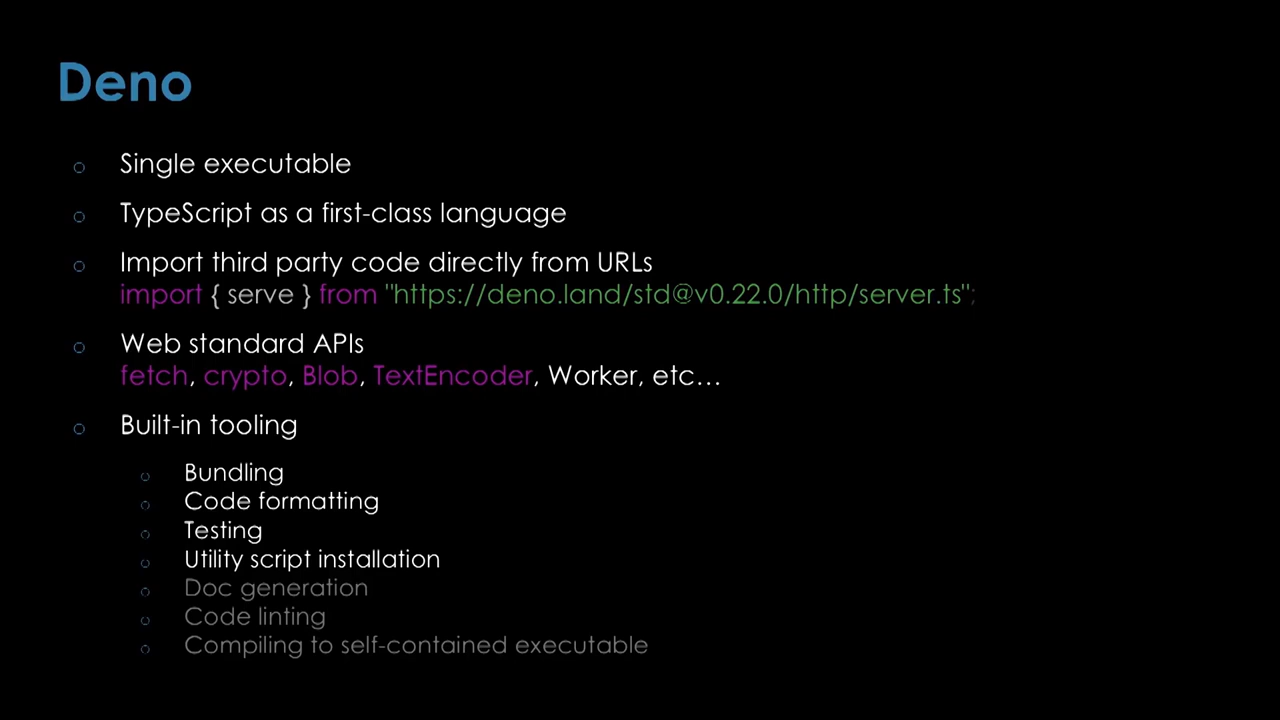 Deno
Single executable
TypeScript as a first-class language
Import third party code directly from URLs
import { serve } from "https://deno.land/std@v0.22.0/http/server.ts";
Web standard APIs
fetch, crypto, Blob, TextEncoder, Worker, etc…
Built-in tooling
Bundling
Code formatting
Testing
Utility script installation
Doc generation
Code linting
Compiling to self-contained executable